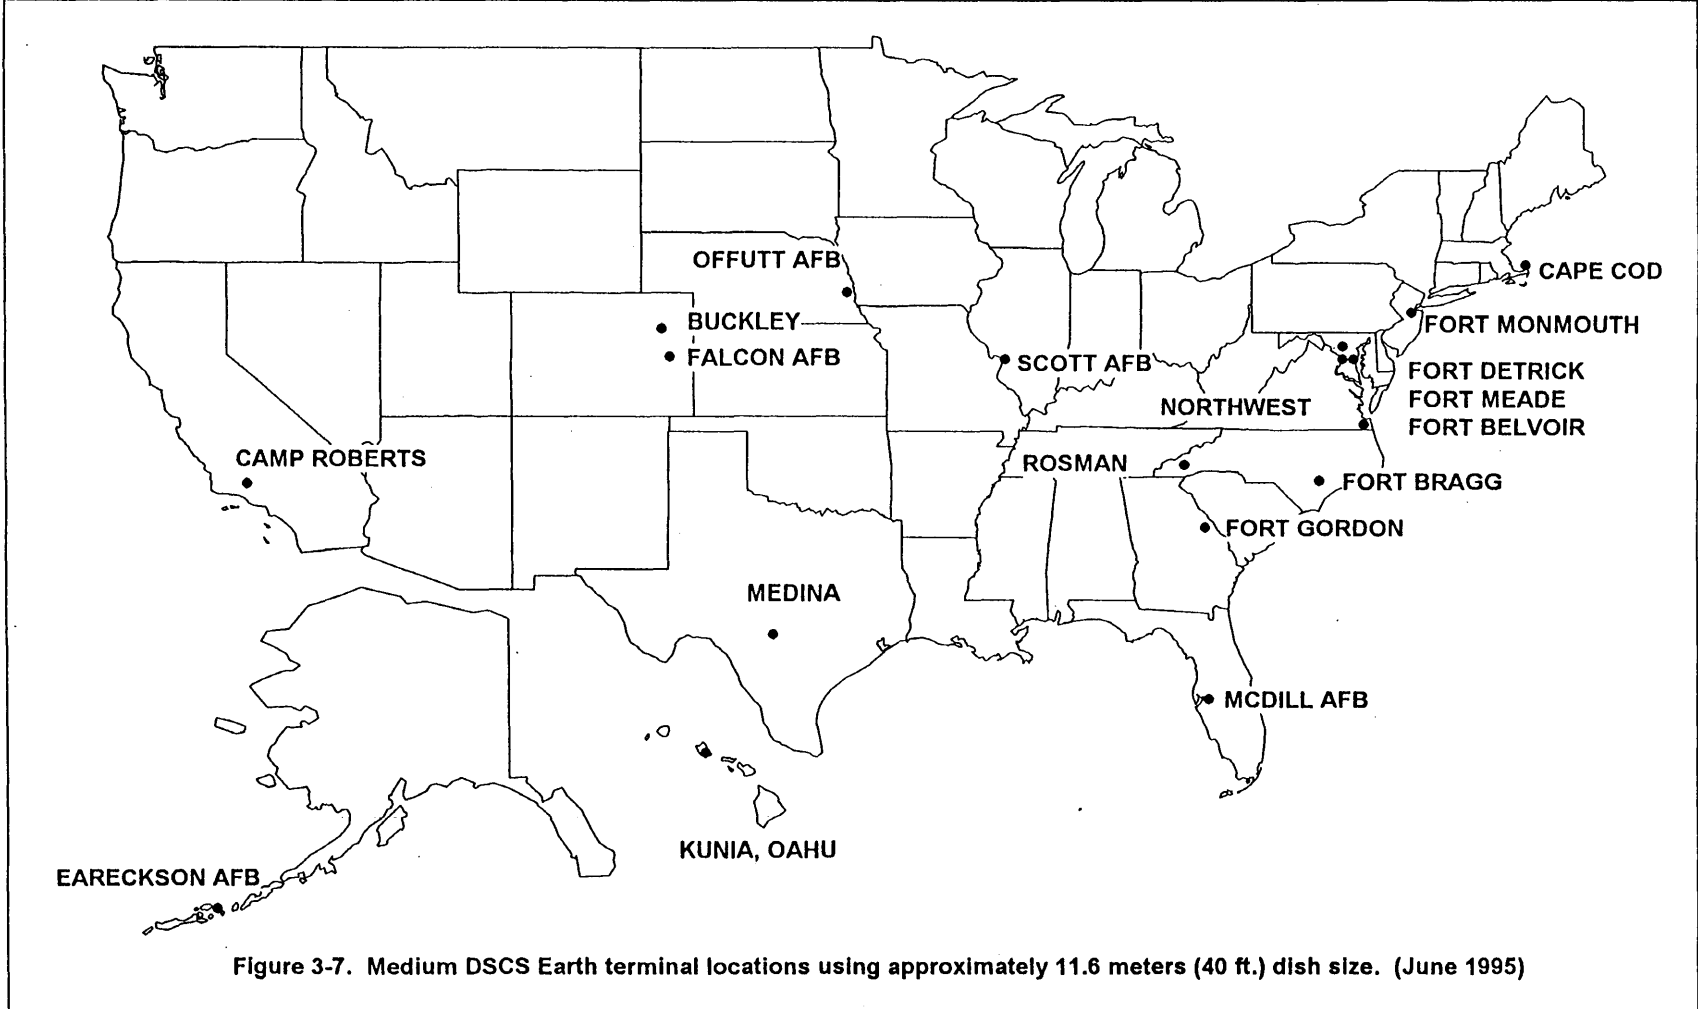 OFFUTT AFB
CAPE COD
BUCKLEY
FORT MONMOUTH
FALCON AFB
SCOTT AFB
FORT DETRICK
FORT MEADE
FORT BELVOIR
NORTHWEST
CAMP ROBERTS
ROSMAN
FORT BRAGG
FORT GORDON
MEDINA
MCDILL AFB
KUNIA, OAHU
EARECKSON AFB
Figure 3-7. Medium DSCS Earth terminal locations using approximately 11.6 meters (40 ft.) dish size. (June 1995)